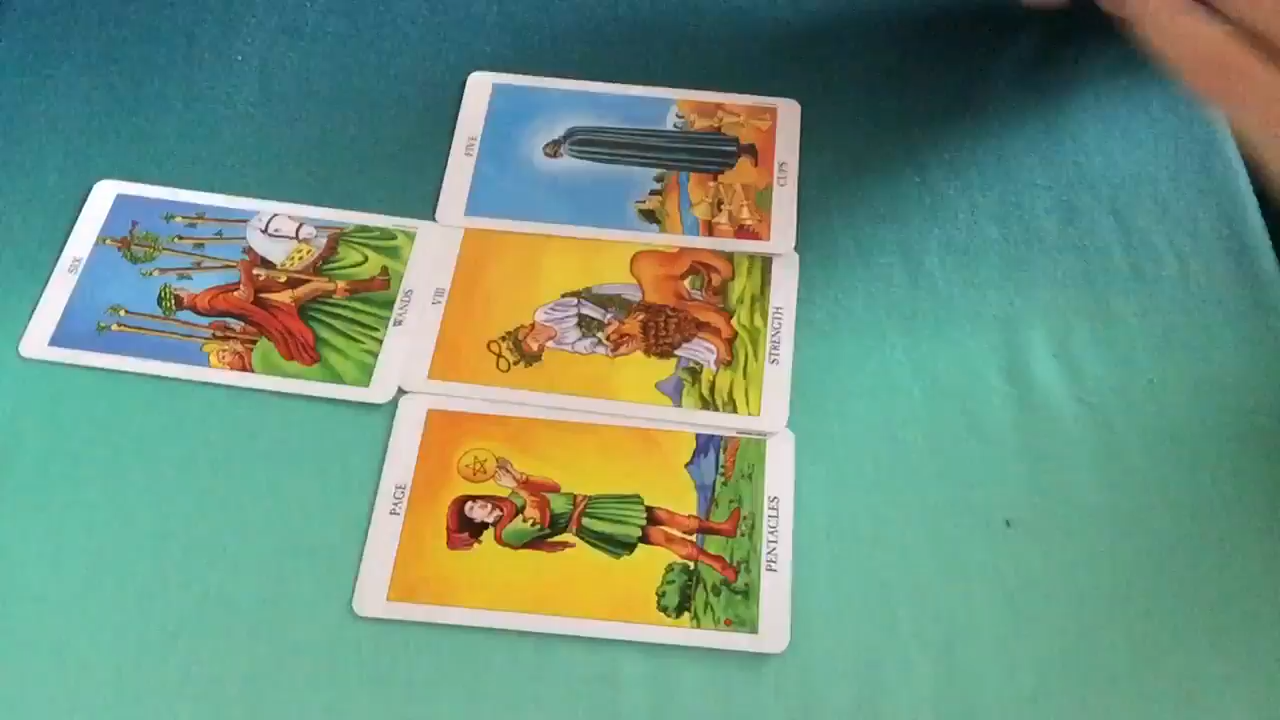 FIVE
CUPS
SIX
WANDS
VIII
STRENGTH
PAGE
PENTACLES